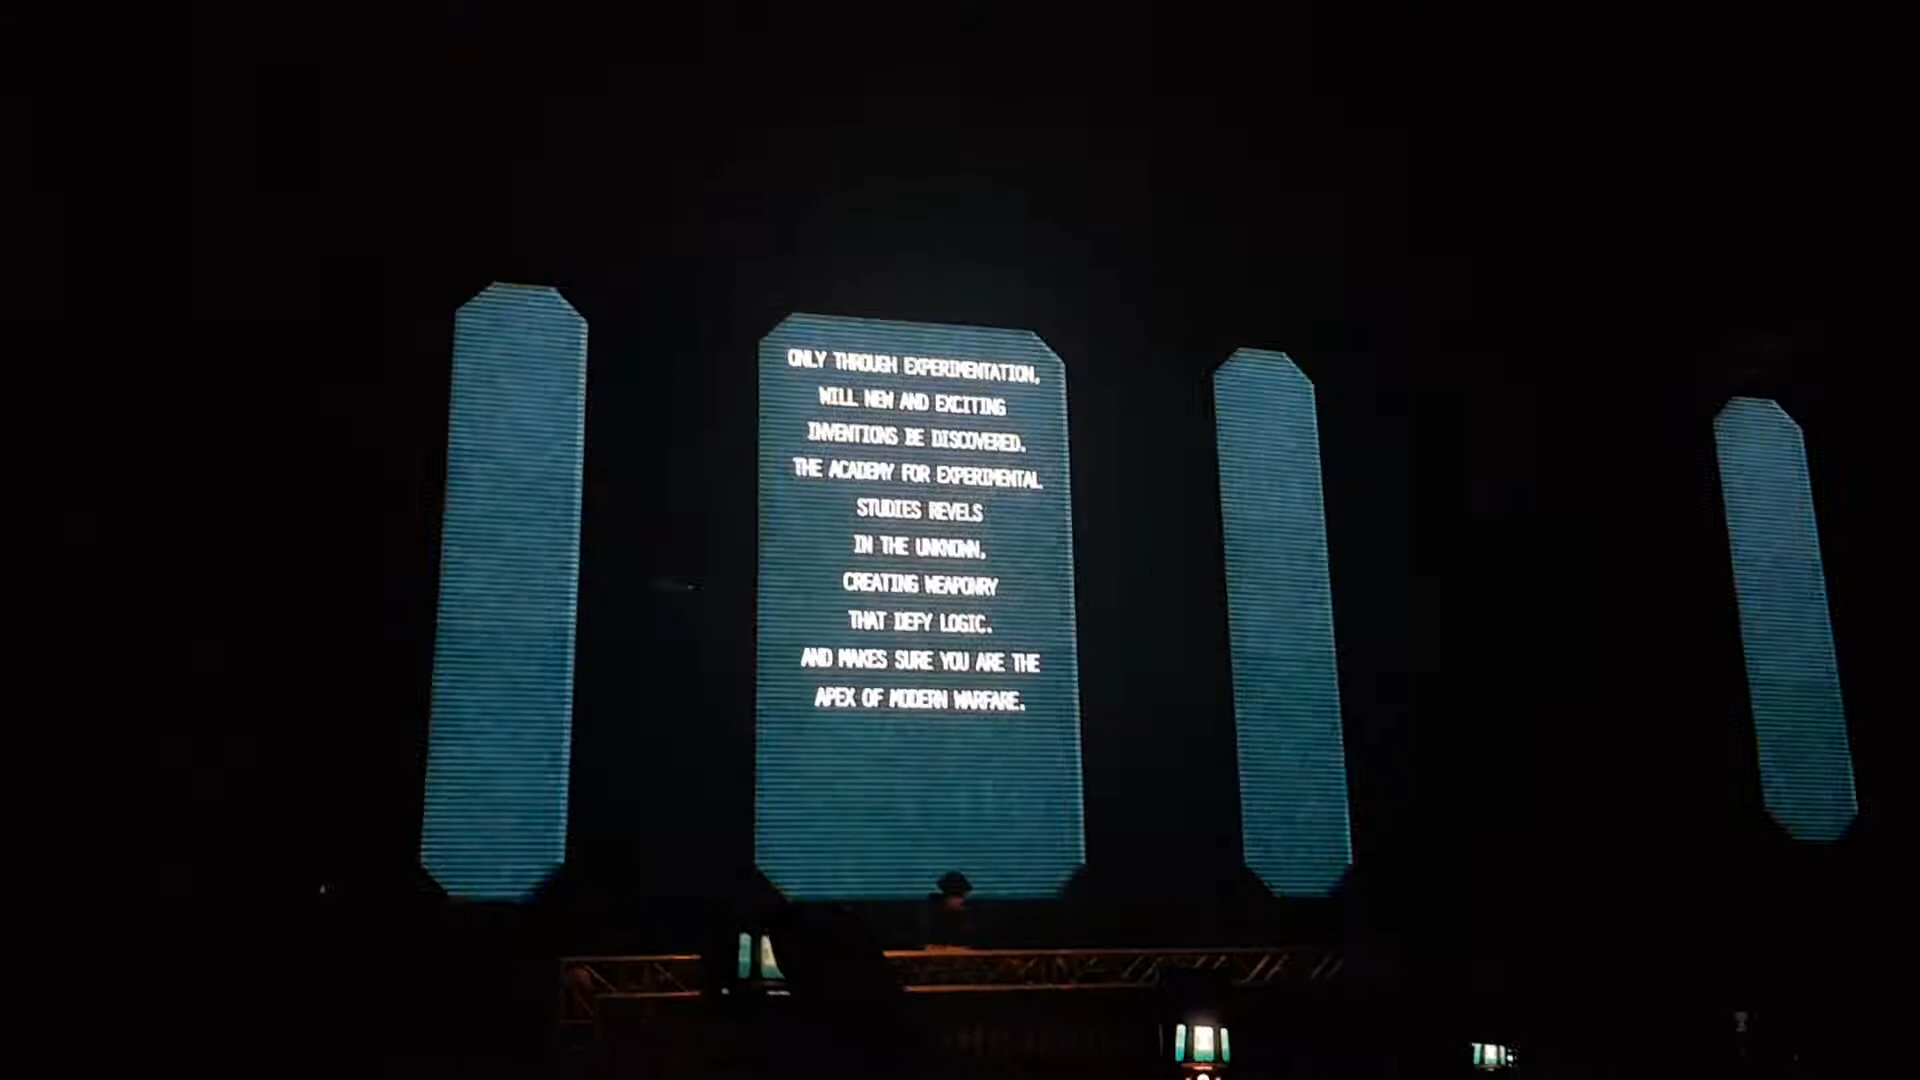 ONLY THROUGH EXPERIMENTATION,
WILL NEW AND EXCITING
INVENTIONS BE DISCOVERED.
THE ACADEMY FOR EXPERIMENTAL
STUDIES REVELS
IN THE UNKNOWN,
CREATING WEAPONRY
THAT DEFY LOGIC.
AND MAKES SURE YOU ARE THE
APEX OF MODERN WARFARE.